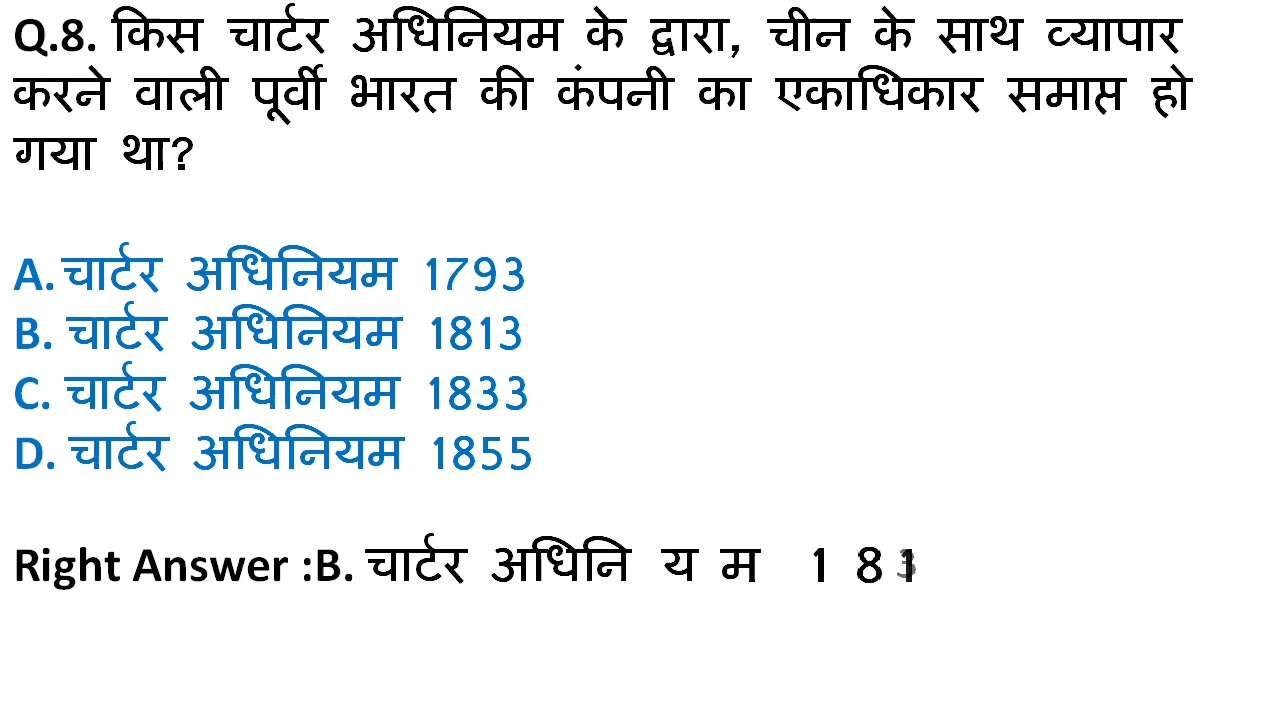 Q.8. किस चार्टर अधिनियम के द्वारा, चीन के साथ व्यापार
करने वाली पूर्वी भारत की कंपनी का एकाधिकार समाप्त हो
गया था?
A. चार्टर अधिनियम 1793
B. चार्टर अधिनियम 1813
C. चार्टर अधिनियम 1833
D. चार्टर अधिनियम 1855
Right Answer :B. चार्टर अधिनि य म 1 8